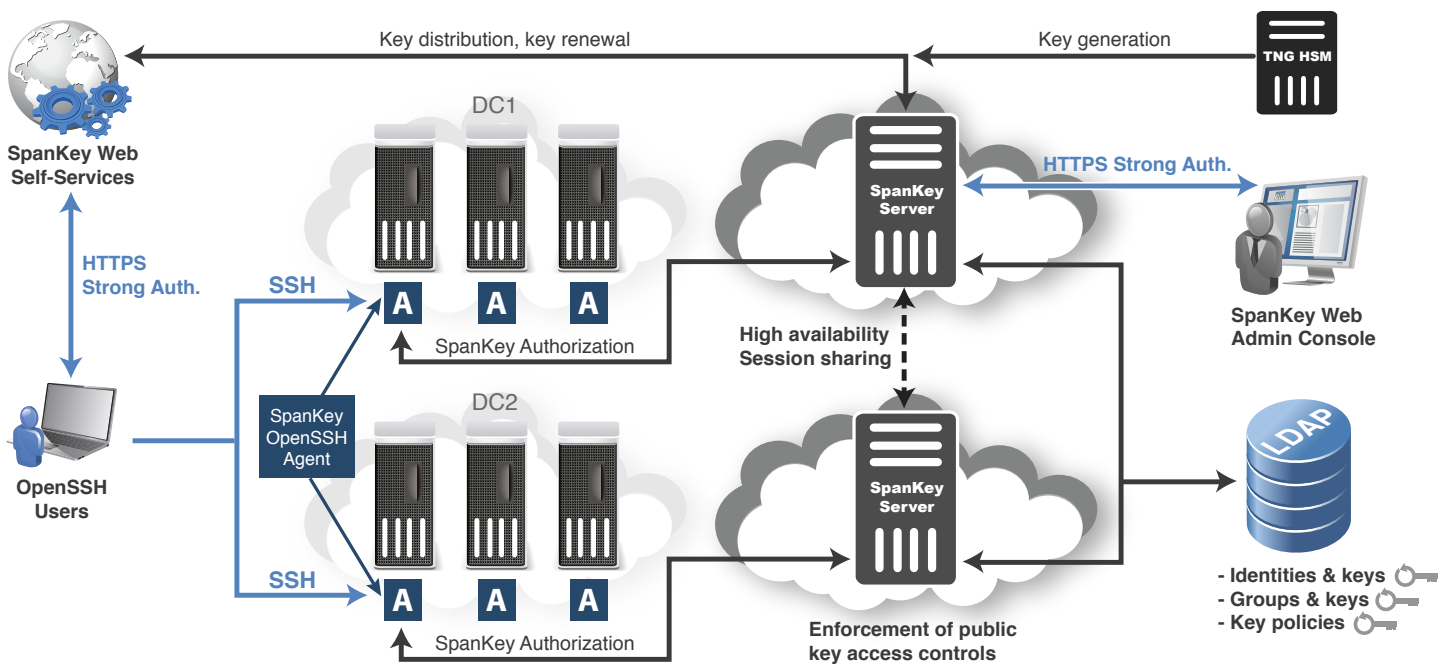 Key distribution, key renewal
Key generation
TNG HSM
SpanKey Web
Self-Services
DC1
SpanKey
Server
HTTPS Strong Auth.
SpanKey Web
Admin Console
HTTPS
Strong Auth.
SSH
A
A
A
SpanKey Authorization
High availability
Session sharing
DC2
SpanKey
OpenSSH
Agent
OpenSSH
Users
SpanKey
Server
LDAP
SSH
A
A
A
SpanKey Authorization
Enforcement of public
key access controls
- Identities & keys
- Groups & keys
- Key policies